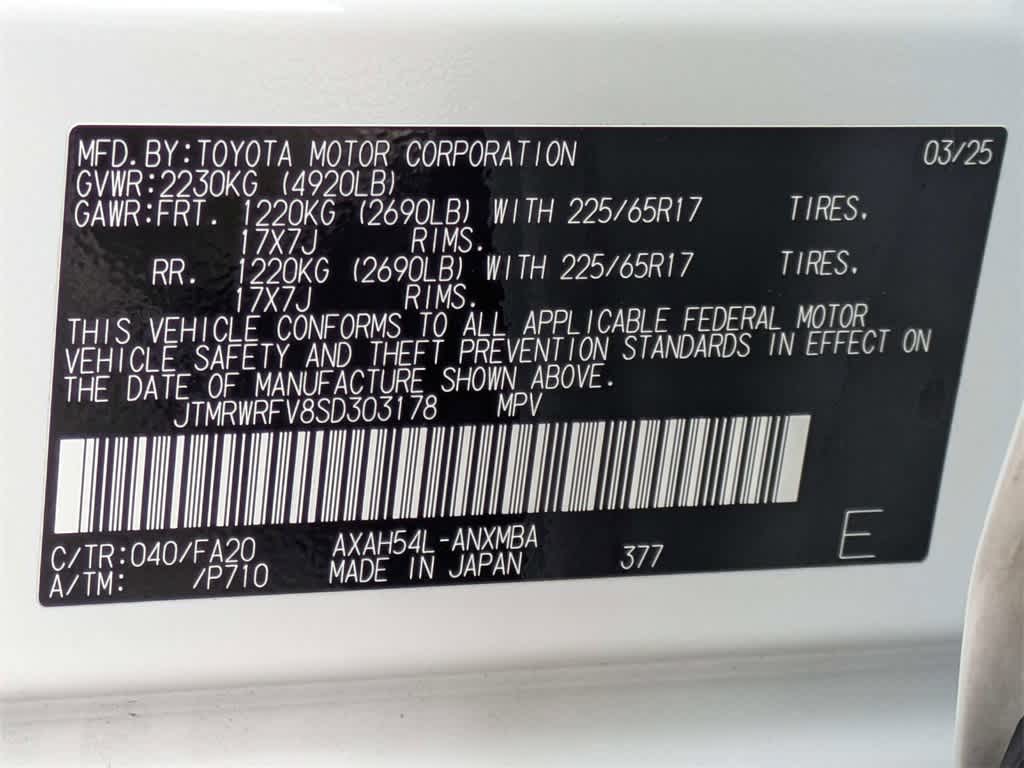 MFD.BY:TOYOTA MOTOR CORPORATION 03/25
GVWR:2230KG (4920LB)
GAWR:FRT. 1220KG (2690LB) WITH 225/65R17 TIRES.
17X7J RIMS.
RR. 1220KG (2690LB) WITH 225/65R17 TIRES.
17X7J RIMS.
THIS VEHICLE CONFORMS TO ALL APPLICABLE FEDERAL MOTOR
VEHICLE SAFETY AND THEFT PREVENTION STANDARDS IN EFFECT ON
THE DATE OF MANUFACTURE SHOWN ABOVE.
JTMRWRFV8SD303178 MPV
C/TR:040/FA20 AXAH54L-ANXMBA 377 E
A/TM: /P710 MADE IN JAPAN